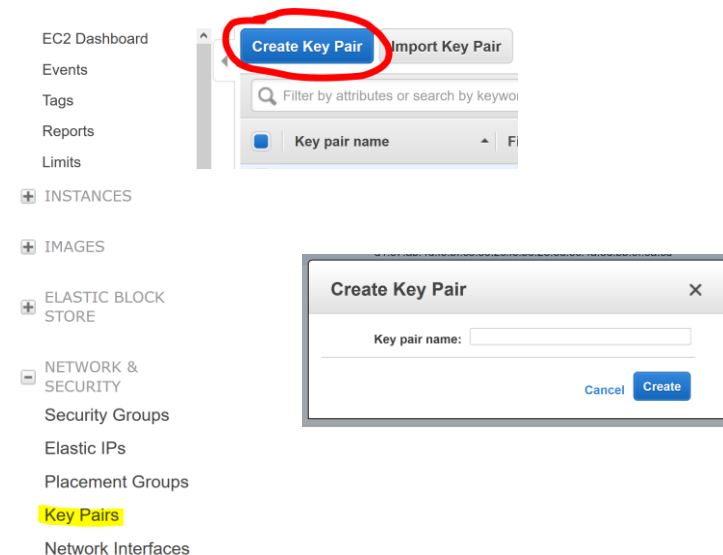 EC2 Dashboard
Events
Tags
Reports
Limits
INSTANCES
IMAGES
ELASTIC BLOCK
STORE
NETWORK &
SECURITY
Security Groups
Elastic IPs
Placement Groups
Key Pairs
Network Interfaces
Create Key Pair Import Key Pair
Filter by attributes or search by keywor
Key pair name Fi
Create Key Pair
Key pair name:
Cancel Create